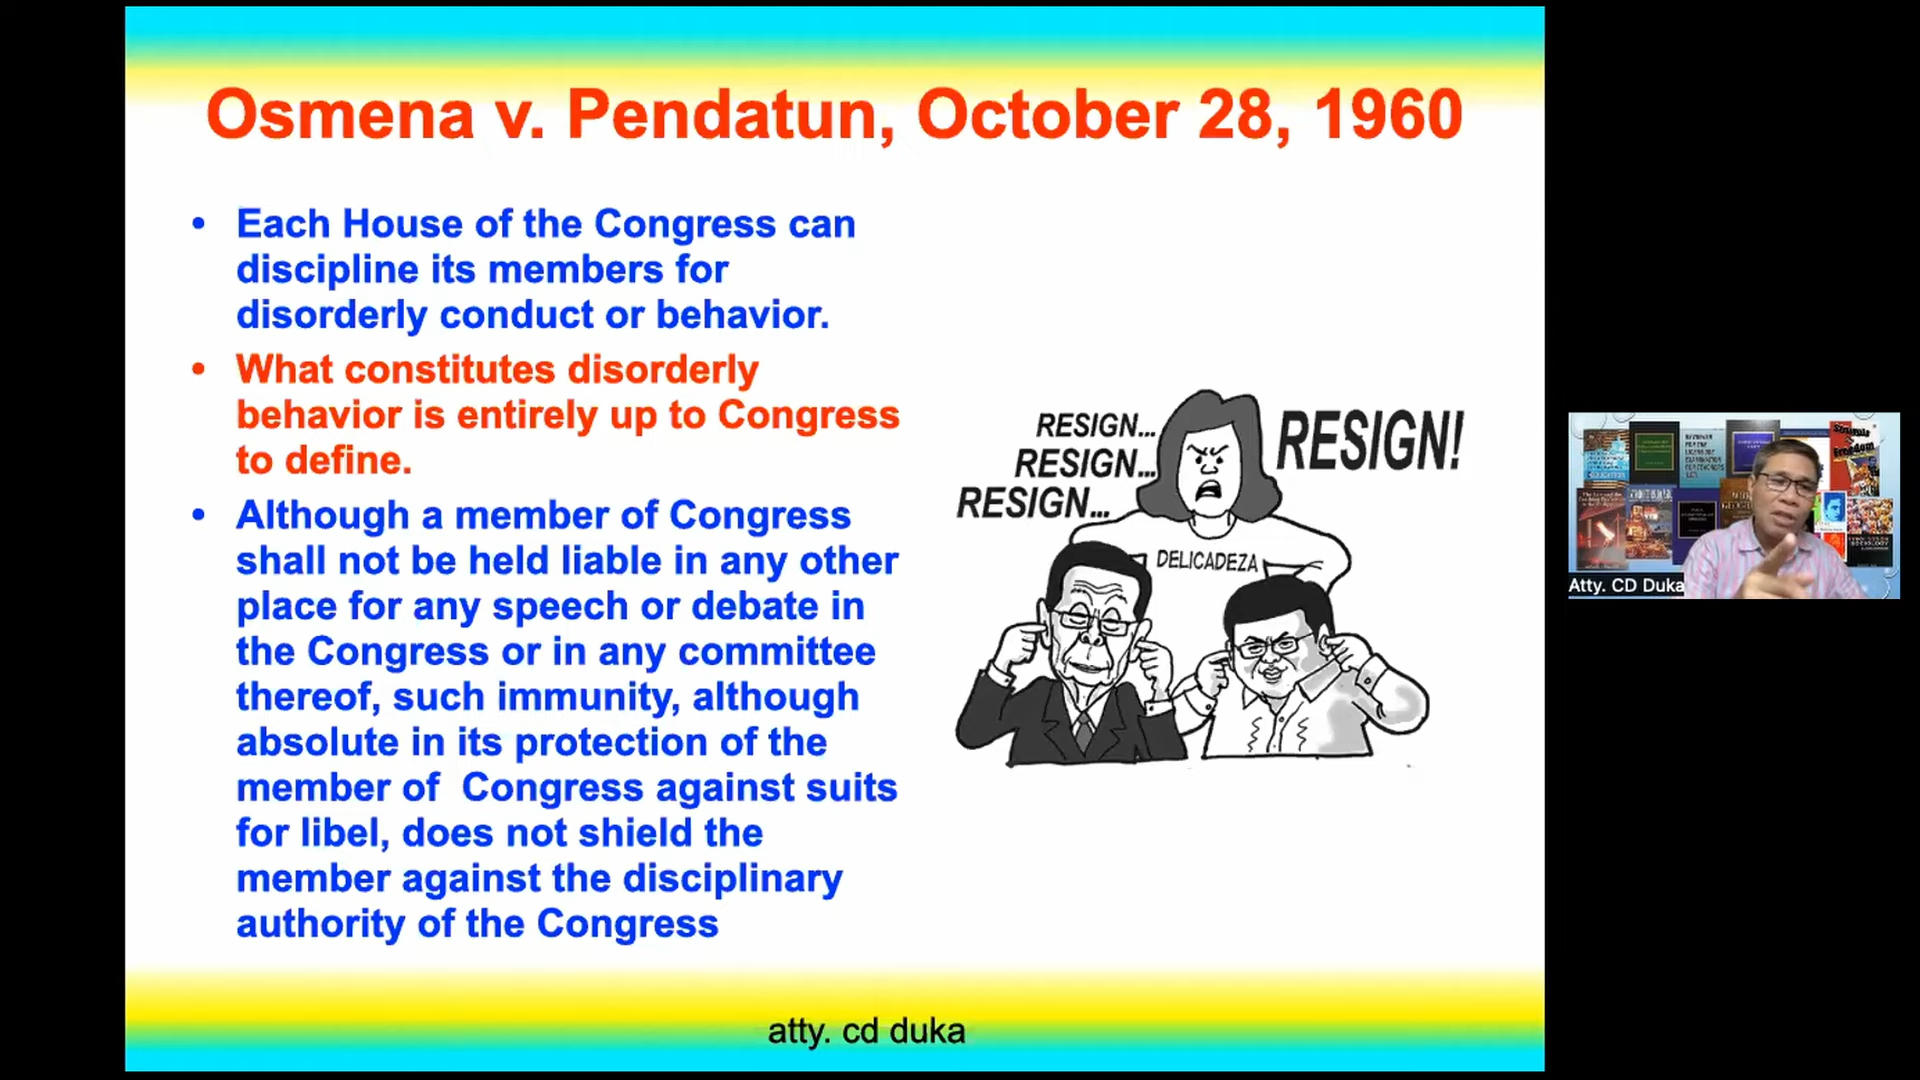 Osmena v. Pendatun, October 28, 1960
• Each House of the Congress can
discipline its members for
disorderly conduct or behavior.
• What constitutes disorderly
behavior is entirely up to Congress
to define.
• Although a member of Congress
shall not be held liable in any other
place for any speech or debate in
the Congress or in any committee
thereof, such immunity, although
absolute in its protection of the
member of  Congress against suits
for libel, does not shield the
member against the disciplinary
authority of the Congress
RESIGN...
RESIGN...
RESIGN...
RESIGN!
DELICADEZA
Atty. CD Duka
atty. cd duka